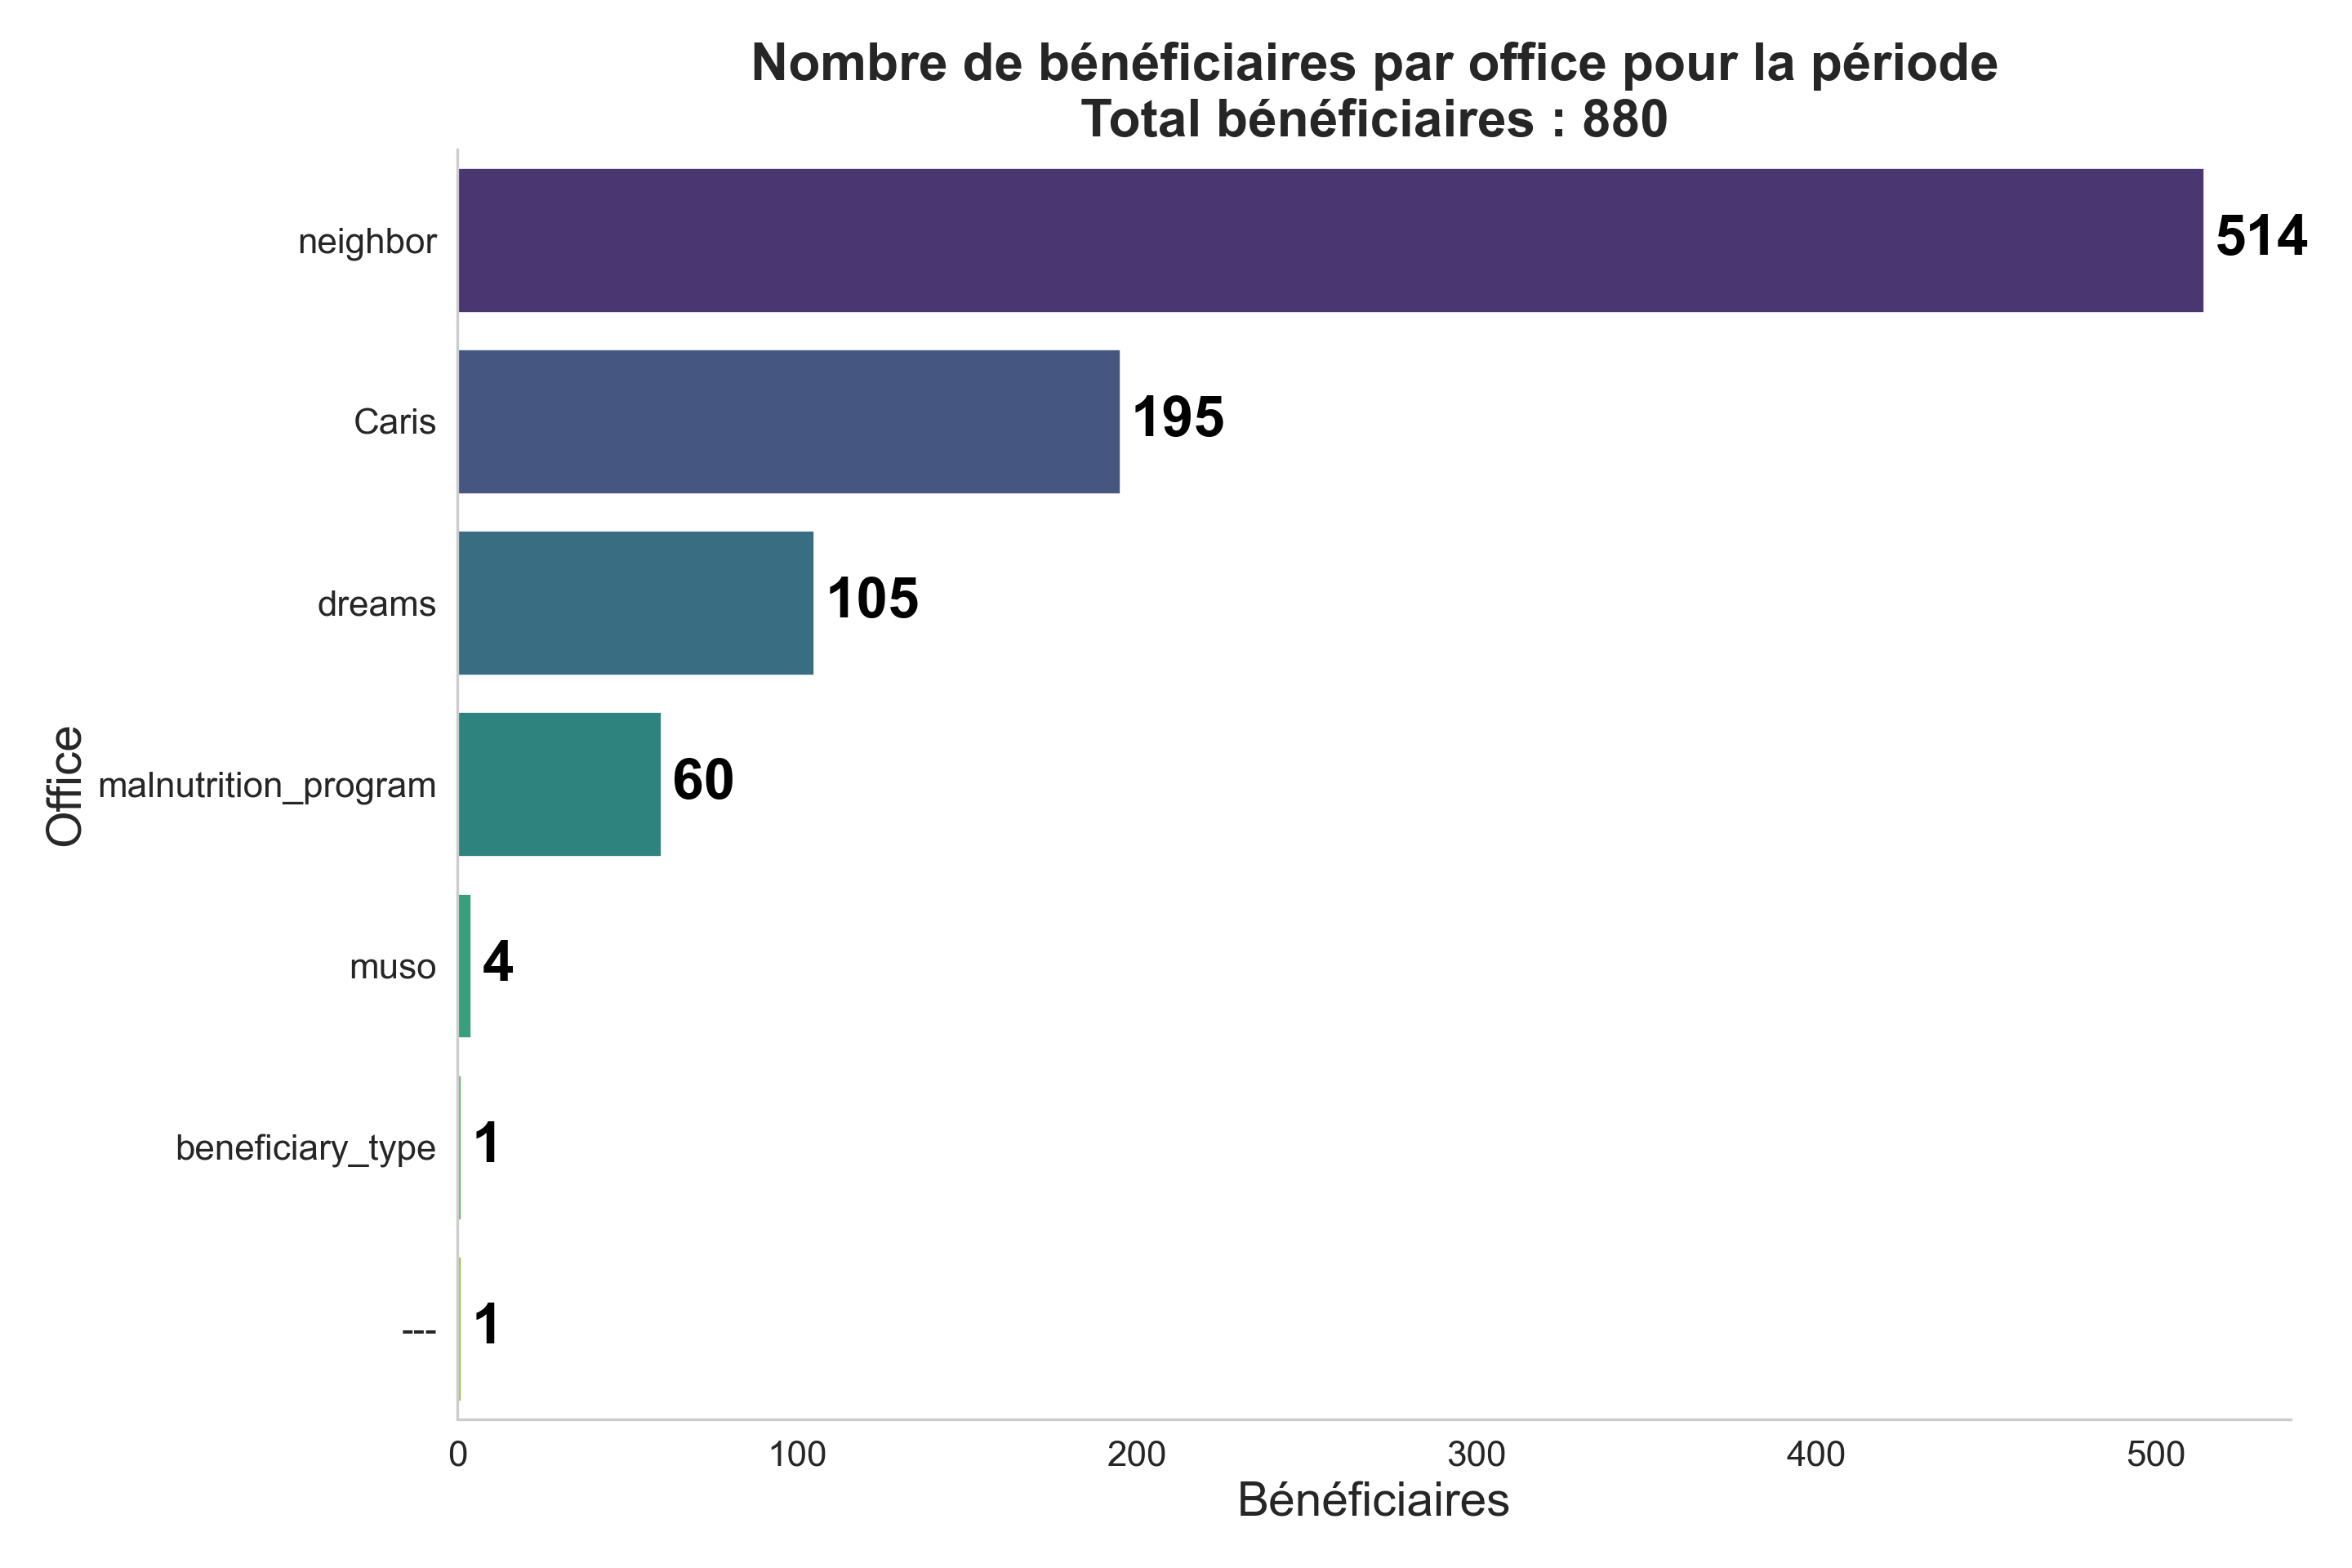 Nombre de bénéficiaires par office pour la période
Total bénéficiaires : 880
neighbor
514
Caris
195
dreams
105
malnutrition_program
60
muso
4
beneficiary_type
1
---
1
Office
0 100 200 300 400 500
Bénéficiaires